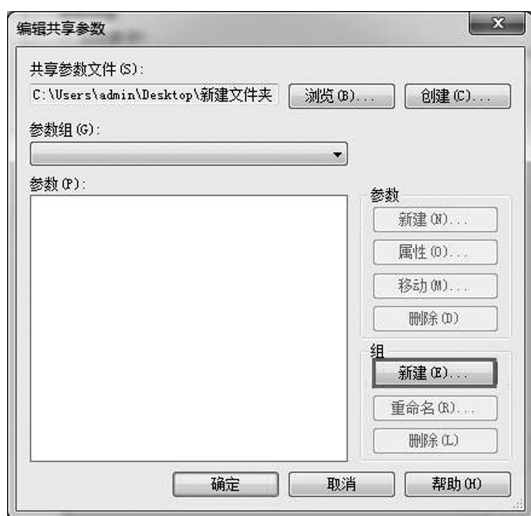 编辑共享参数
共享参数文件(S):
C:\Users\admin\Desktop\新建文件夹
浏览(B)...
创建(C)...
参数组(G):
参数(P):
参数
新建(N)...
属性(O)...
移动(M)...
删除(D)
组
新建(E)...
重命名(R)...
删除(L)
确定
取消
帮助(H)